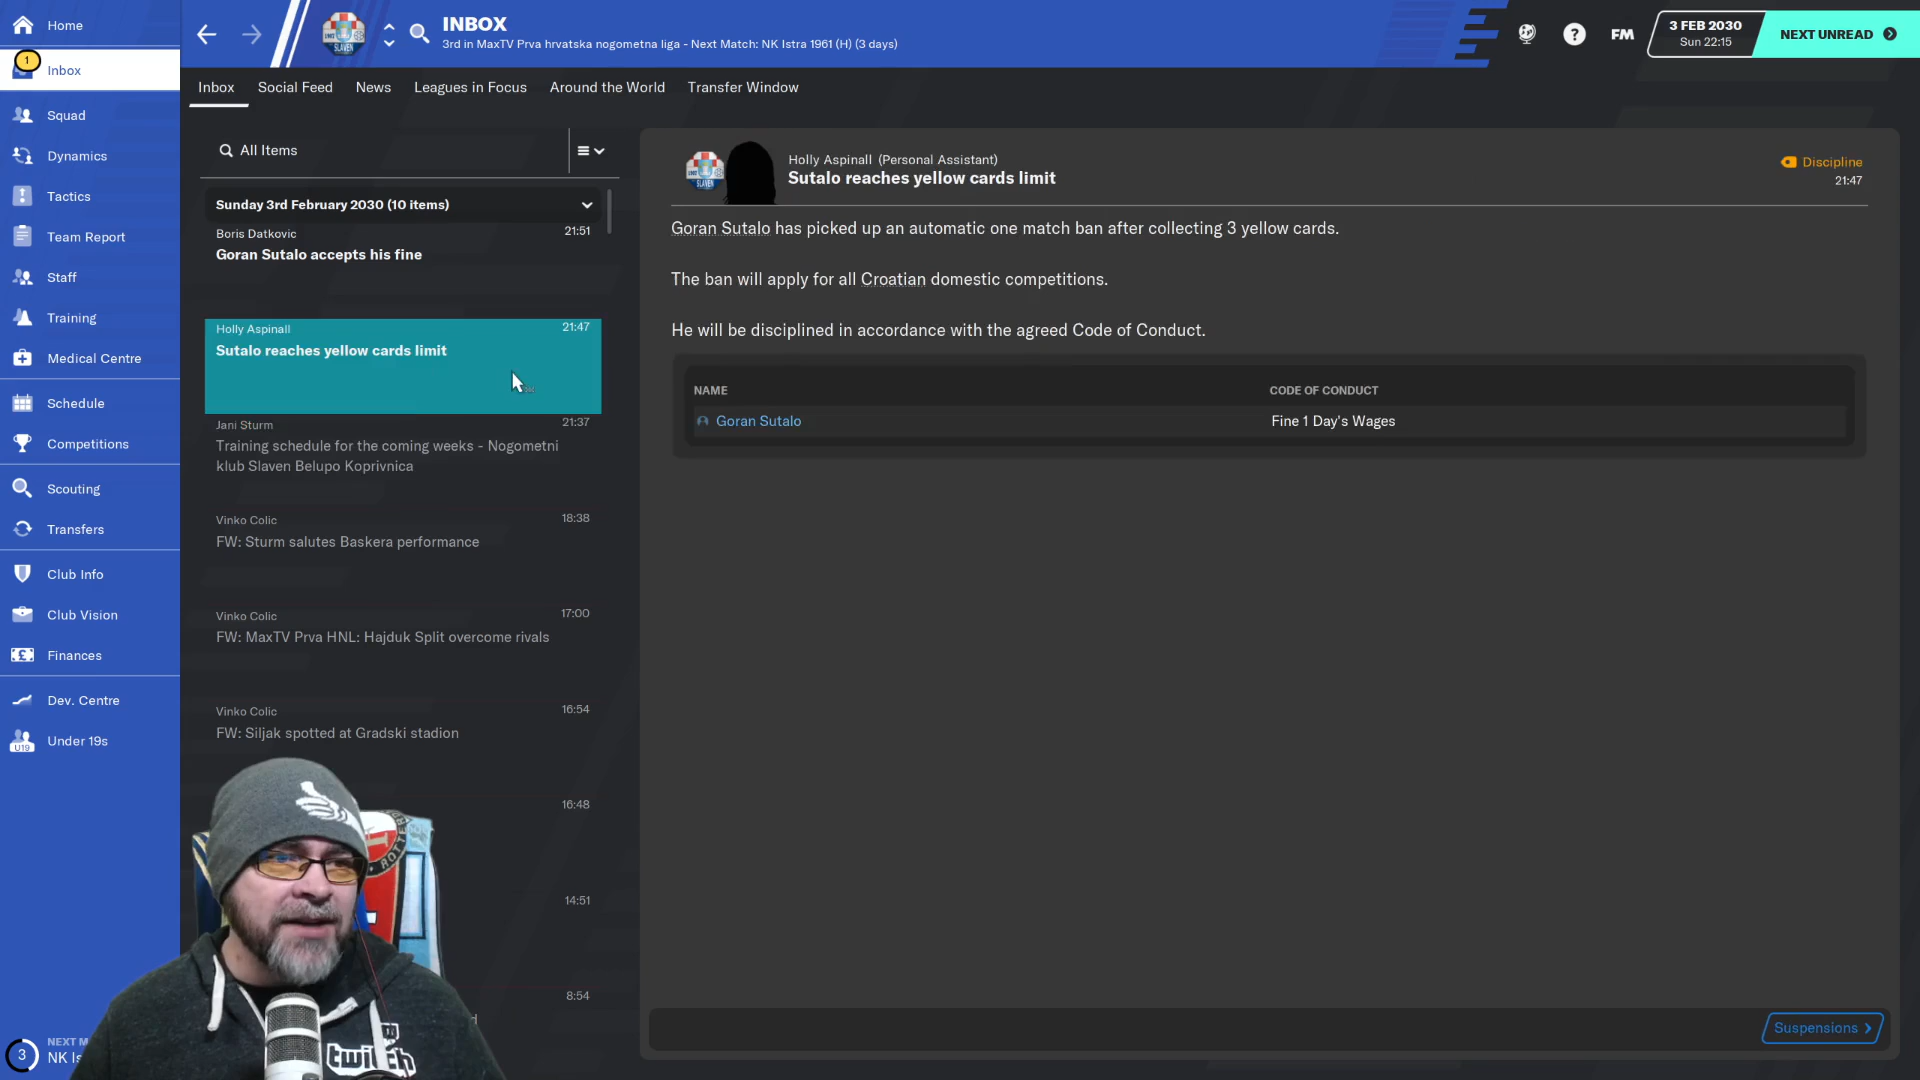 Home
1
Inbox
Squad
Dynamics
Tactics
Team Report
Staff
Training
Medical Centre
Schedule
Competitions
Scouting
Transfers
Club Info
Club Vision
Finances
Dev. Centre
U19
Under 19s
3
SLAVEN
INBOX
3rd in MaxTV Prva hrvatska nogometna liga - Next Match: NK Istra 1961 (H) (3 days)
?
FM
3 FEB 2030
Sun 22:15
NEXT UNREAD
Inbox
Social Feed
News
Leagues in Focus
Around the World
Transfer Window
All Items
Sunday 3rd February 2030 (10 items)
Boris Datkovic
21:51
Goran Sutalo accepts his fine
Holly Aspinall
21:47
Sutalo reaches yellow cards limit
Jani Sturm
21:37
Training schedule for the coming weeks - Nogometni
klub Slaven Belupo Koprivnica
Vinko Colic
18:38
FW: Sturm salutes Baskera performance
Vinko Colic
17:00
FW: MaxTV Prva HNL: Hajduk Split overcome rivals
Vinko Colic
16:54
FW: Siljak spotted at Gradski stadion
16:48
14:51
8:54
SLAVEN
Holly Aspinall (Personal Assistant)
Sutalo reaches yellow cards limit
Discipline
21:47
Goran Sutalo has picked up an automatic one match ban after collecting 3 yellow cards.
The ban will apply for all Croatian domestic competitions.
He will be disciplined in accordance with the agreed Code of Conduct.
NAME
CODE OF CONDUCT
Goran Sutalo
Fine 1 Day's Wages
Suspensions
twitch